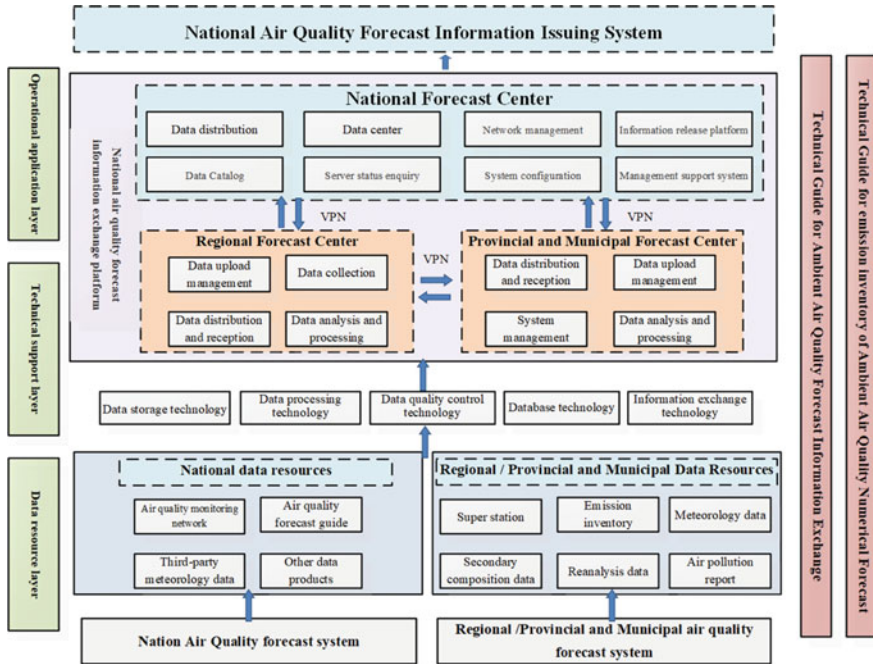 National Air Quality Forecast Information Issuing System
Operational application layer
Technical support layer
Data resource layer
National air quality forecast
information exchange platform
National Forecast Center
Data distribution
Data center
Network management
Information release platform
Data Catalog
Server status enquiry
System configuration
Management support system
VPN
VPN
Regional Forecast Center
Data upload
management
Data collection
Data distribution
and reception
Data analysis and
processing
VPN
Provincial and Municipal Forecast Center
Data distribution
and reception
Data upload
management
System
management
Data analysis and
processing
Data storage technology
Data processing
technology
Data quality control
technology
Database technology
Information exchange
technology
National data resources
Air quality monitoring
network
Air quality
forecast guide
Third-party
meteorology data
Other data
products
Regional / Provincial and Municipal Data Resources
Super station
Emission
inventory
Meteorology data
Secondary
composition data
Reanalysis data
Air pollution
report
Nation Air Quality forecast system
Regional /Provincial and Municipal air quality
forecast system
Technical Guide for Ambient Air Quality Forecast Information Exchange
Technical Guide for emission inventory of Ambient Air Quality Numerical Forecast